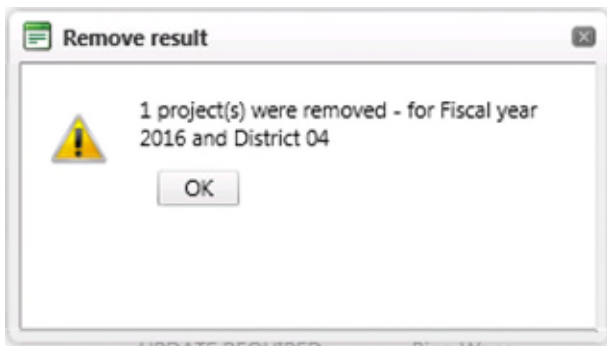 Remove result
1 project(s) were removed - for Fiscal year
2016 and District 04
OK